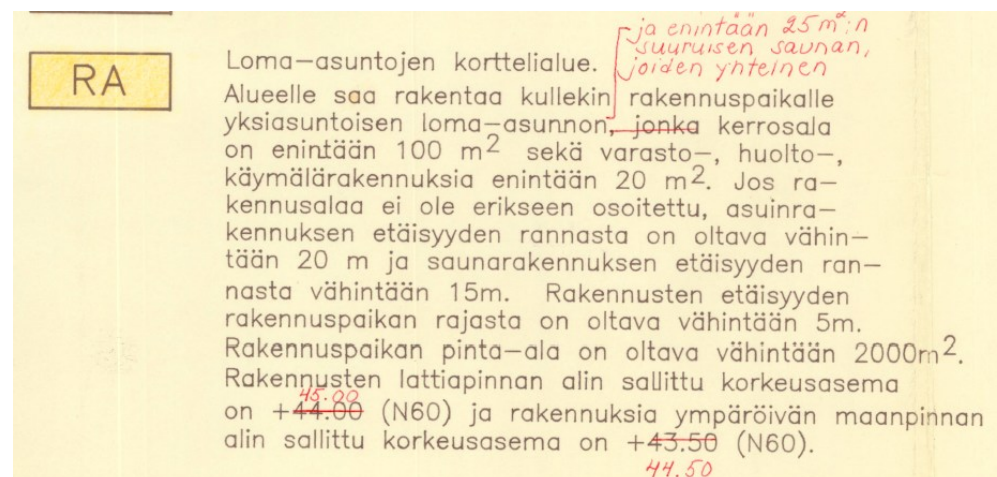 ja enintään 25 m²:n
suuruisen saunan,
joiden yhteinen
RA
Loma-asuntojen korttelialue.
Alueelle saa rakentaa kullekin rakennuspaikalle
yksiasuntoisen loma-asunnon, jonka kerrosala
on enintään 100 m² sekä varasto-, huolto-,
käymälärakennuksia enintään 20 m². Jos ra-
kennusalaa ei ole erikseen osoitettu, asuinra-
kennuksen etäisyyden rannasta on oltava vähin-
tään 20 m ja saunarakennuksen etäisyyden ran-
nasta vähintään 15m. Rakennusten etäisyyden
rakennuspaikan rajasta on oltava vähintään 5m.
Rakennuspaikan pinta-ala on oltava vähintään 2000m².
Rakennusten lattiapinnan alin sallittu korkeusasema
45.00
on +44.00 (N60) ja rakennuksia ympäröivän maanpinnan
alin sallittu korkeusasema on +43.50 (N60).
44.50